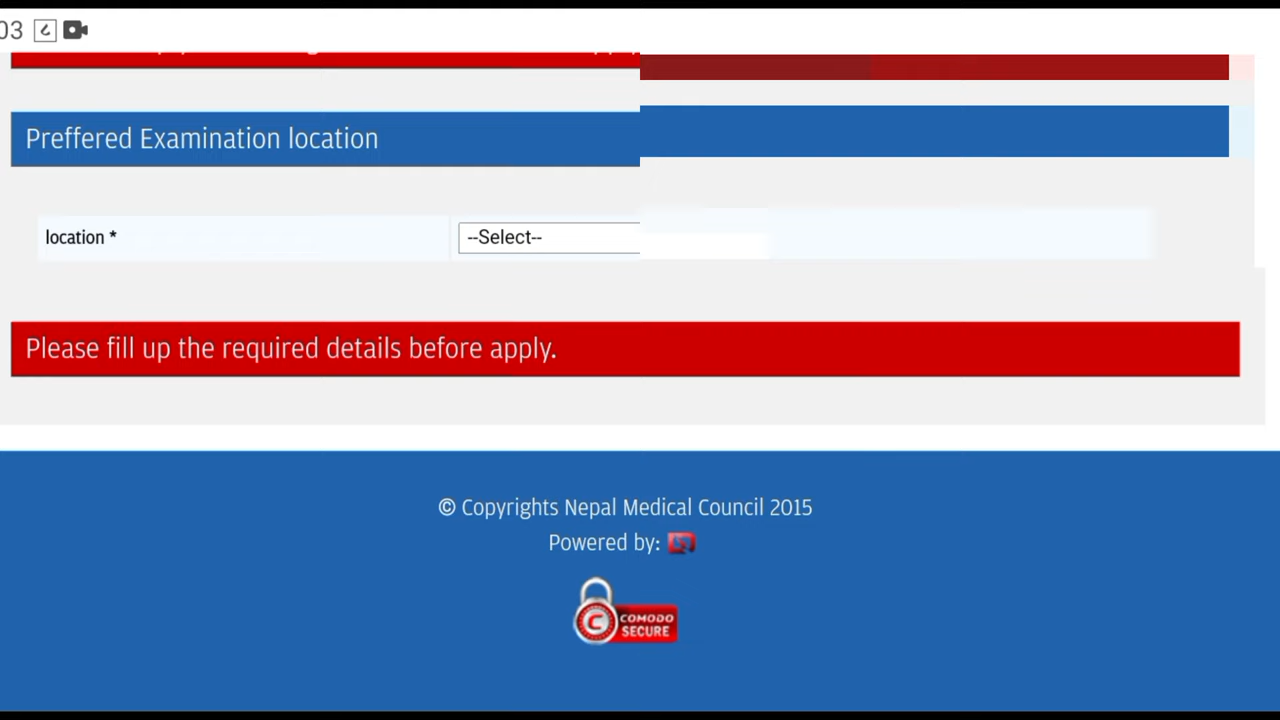 03
Preffered Examination location
location *
--Select--
Please fill up the required details before apply.
© Copyrights Nepal Medical Council 2015
Powered by:
COMODO
SECURE